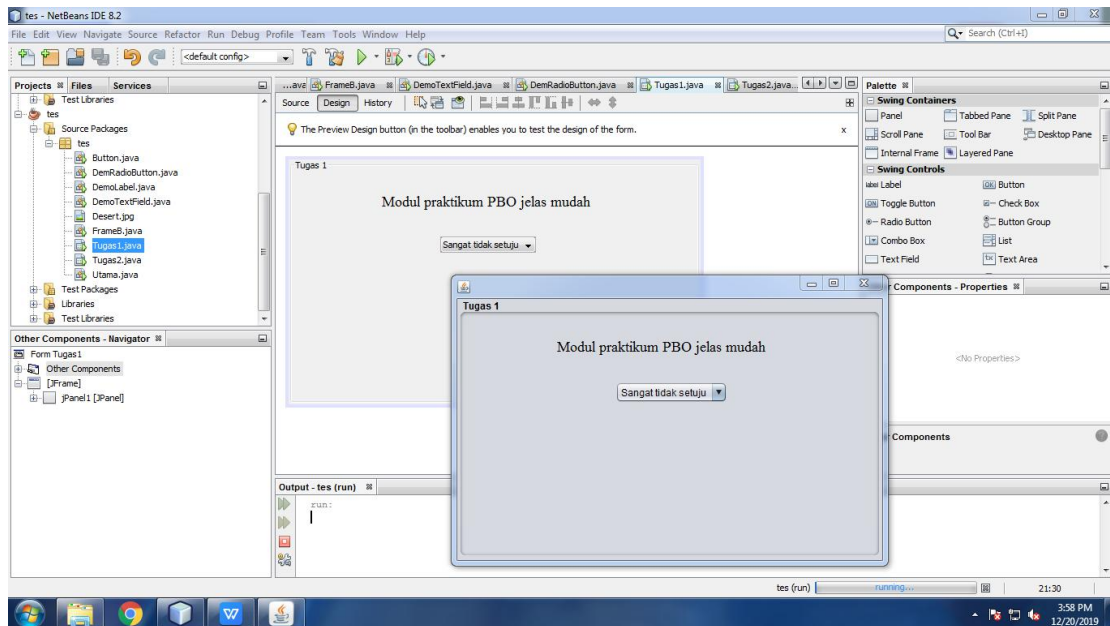 tes - NetBeans IDE 8.2
File Edit View Navigate Source Refactor Run Debug Profile Team Tools Window Help
Search (Ctrl+I)
<default config>
Projects Files Services
Test Libraries
tes
Source Packages
tes
Button.java
DemRadioButton.java
DemoLabel.java
DemoTextField.java
Desert.jpg
FrameB.java
Tugas1.java
Tugas2.java
Utama.java
Test Packages
Libraries
Test Libraries
Other Components - Navigator
Form Tugas1
Other Components
[JFrame]
jPanel1 [JPanel]
...ava FrameB.java DemoTextField.java DemRadioButton.java Tugas1.java Tugas2.java...
Source Design History
The Preview Design button (in the toolbar) enables you to test the design of the form. x
Tugas 1
Modul praktikum PBO jelas mudah
Sangat tidak setuju
Tugas 1
Modul praktikum PBO jelas mudah
Sangat tidak setuju
Output - tes (run)
run:
Palette
Swing Containers
Panel Tabbed Pane Split Pane
Scroll Pane Tool Bar Desktop Pane
Internal Frame Layered Pane
Swing Controls
label Label OK Button
ON Toggle Button Check Box
Radio Button Button Group
Combo Box List
Text Field Text Area
Components - Properties
<No Properties>
Components
tes (run) running... 21:30
3:58 PM
12/20/2019